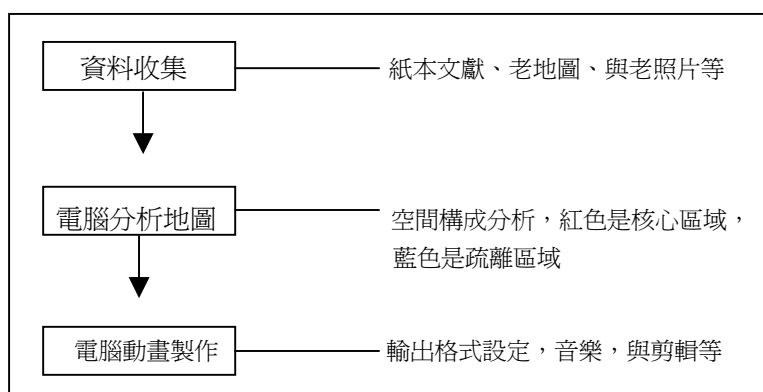 資料收集
紙本文獻、老地圖、與老照片等
電腦分析地圖
空間構成分析，紅色是核心區域，
藍色是疏離區域
電腦動畫製作
輸出格式設定，音樂，與剪輯等